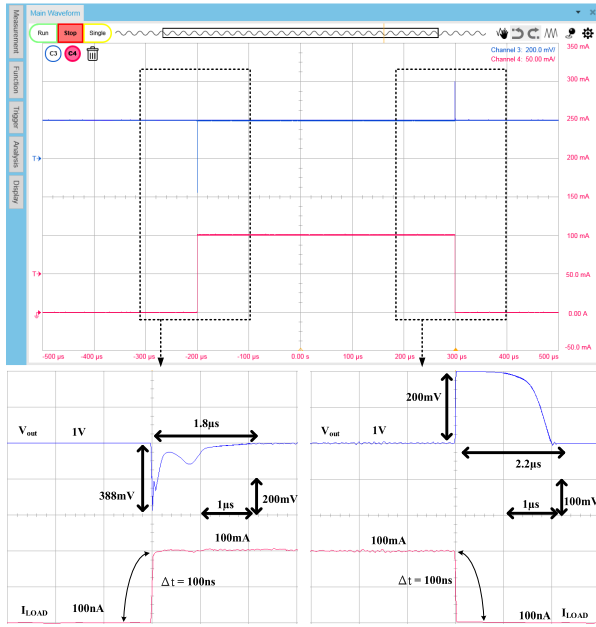 Main Waveform
Measurement
Function
Trigger
Analysis
Display
Run
Stop
Single
C3
C4
Channel 3: 200.0 mV/
Channel 4: 50.00 mA/
350 mA
300 mA
250 mA
200 mA
150 mA
100 mA
50.0 mA
0.00 A
-50.0 mA
T
T
-500 µs
-400 µs
-300 µs
-200 µs
-100 µs
0.00 s
100 µs
200 µs
300 µs
400 µs
500 µs
1.8µs
Vout 1V
388mV
200mV
1µs
100mA
Δt = 100ns
ILOAD 100nA
200mV
Vout 1V
2.2µs
1µs
100mV
100mA
Δt = 100ns
100nA ILOAD